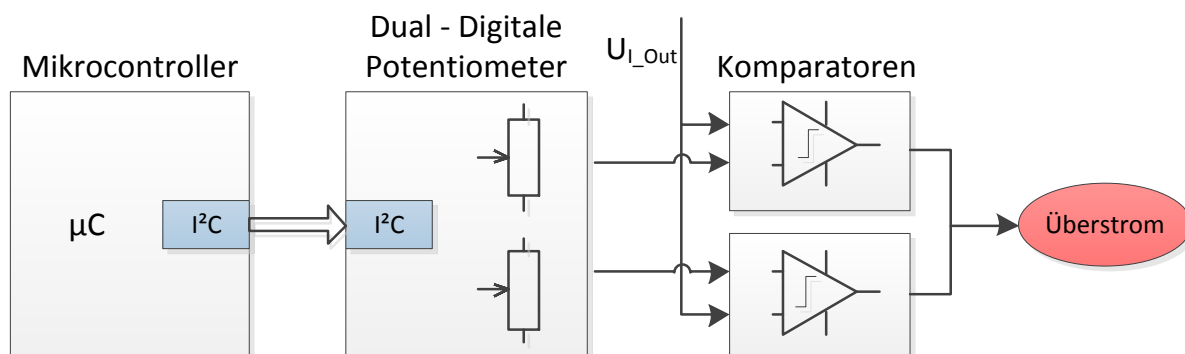 Mikrocontroller
Dual - Digitale
Potentiometer
U_I_Out
Komparatoren
µC
I²C
I²C
Überstrom